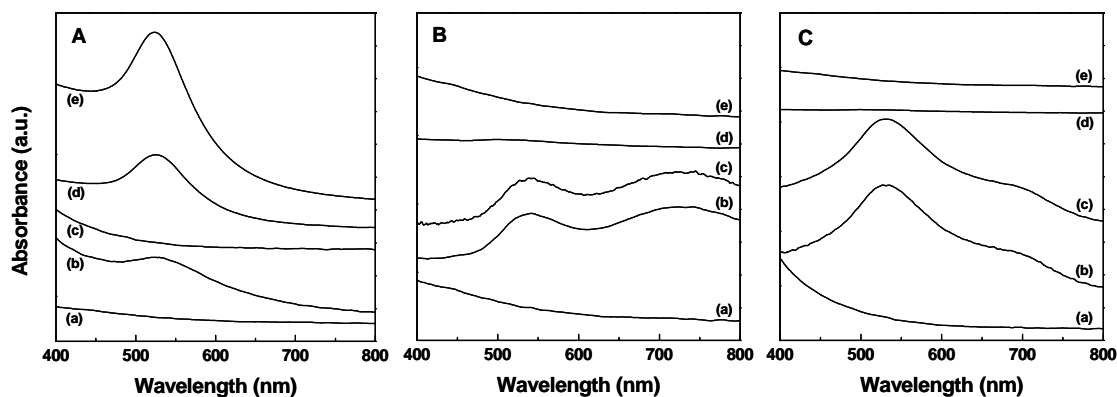 A
(e)
(d)
(c)
(b)
(a)
400 500 600 700 800
Wavelength (nm)
Absorbance (a.u.)
B
(e)
(d)
(c)
(b)
(a)
400 500 600 700 800
Wavelength (nm)
C
(e)
(d)
(c)
(b)
(a)
400 500 600 700 800
Wavelength (nm)